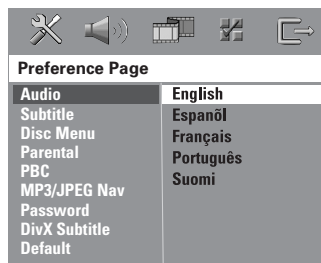 Preference Page
Audio
Subtitle
Disc Menu
Parental
PBC
MP3/JPEG Nav
Password
DivX Subtitle
Default
English
Espanõl
Français
Português
Suomi